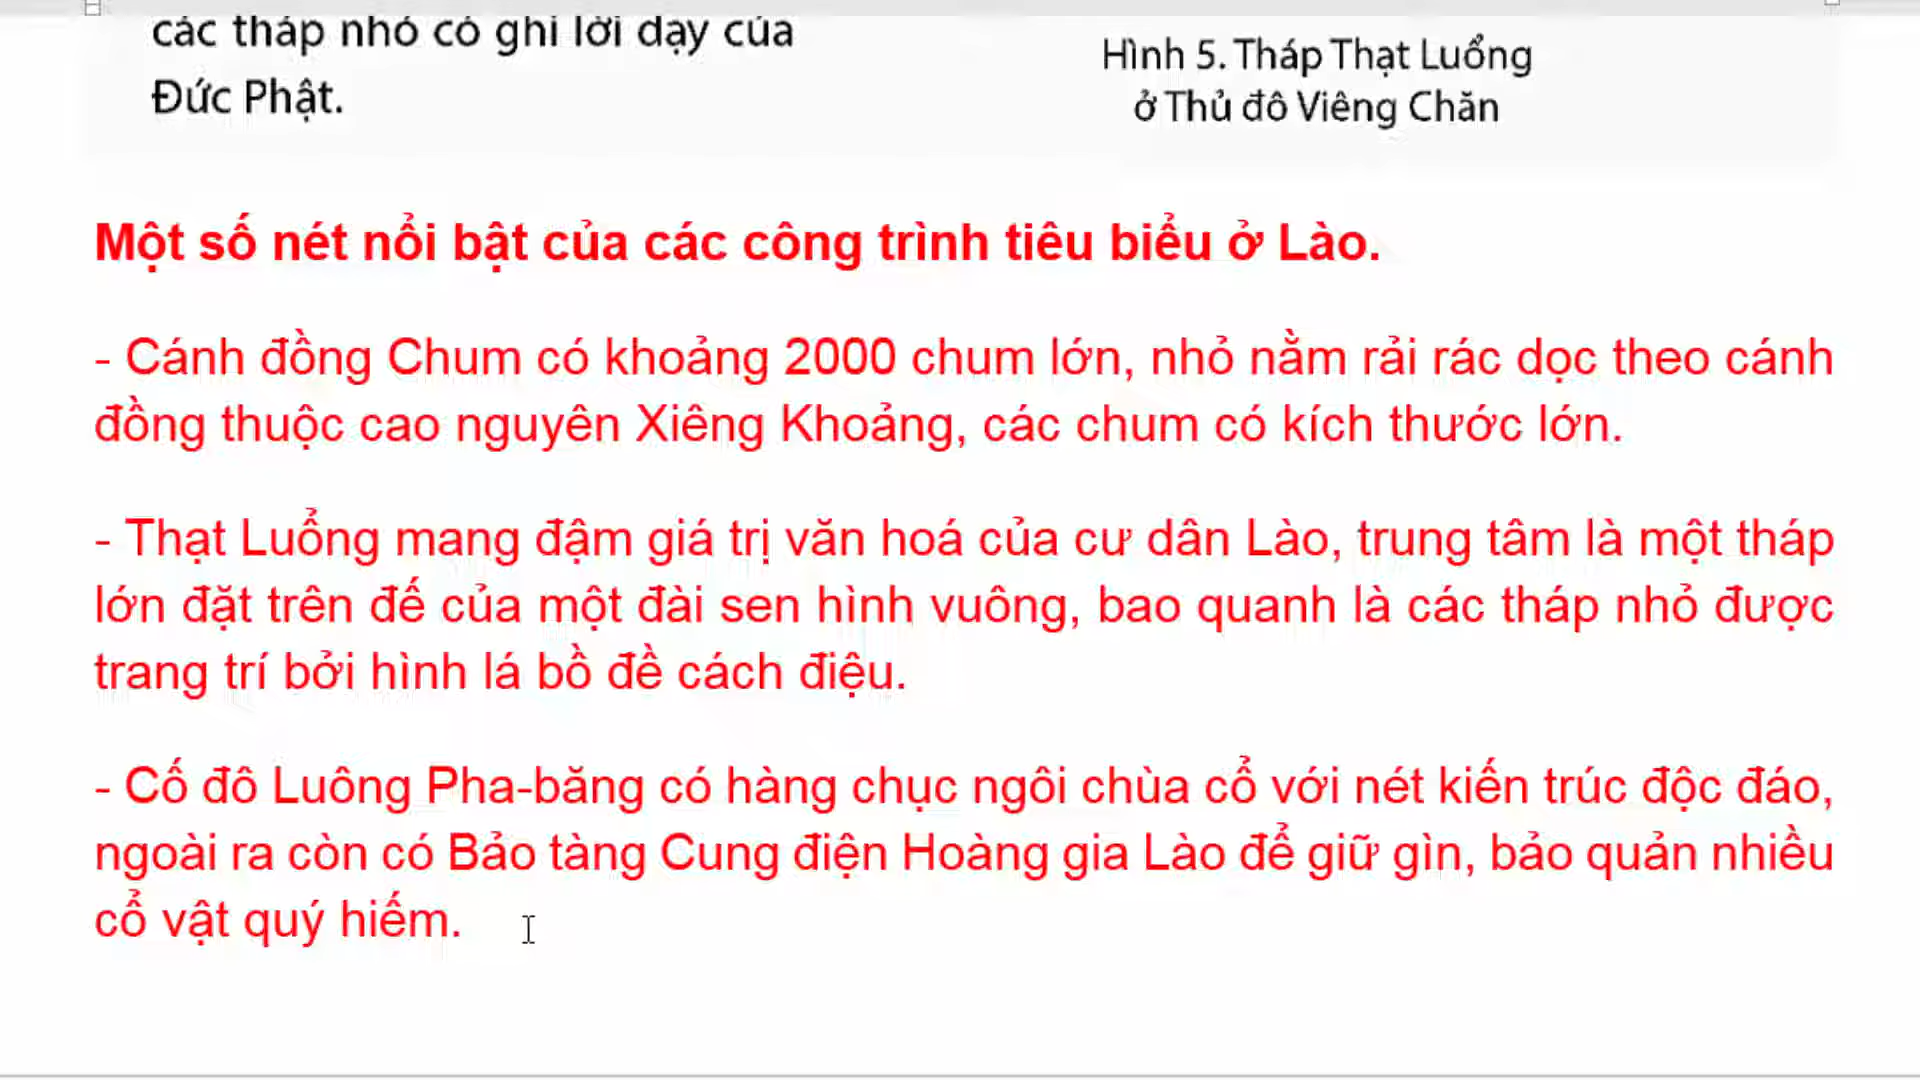 các tháp nhỏ có ghi lời dạy của
Đức Phật.
Hình 5. Tháp Thạt Luổng
ở Thủ đô Viêng Chăn
Một số nét nổi bật của các công trình tiêu biểu ở Lào.
- Cánh đồng Chum có khoảng 2000 chum lớn, nhỏ nằm rải rác dọc theo cánh
đồng thuộc cao nguyên Xiêng Khoảng, các chum có kích thước lớn.
- Thạt Luổng mang đậm giá trị văn hoá của cư dân Lào, trung tâm là một tháp
lớn đặt trên đế của một đài sen hình vuông, bao quanh là các tháp nhỏ được
trang trí bởi hình lá bồ đề cách điệu.
- Cố đô Luông Pha-băng có hàng chục ngôi chùa cổ với nét kiến trúc độc đáo,
ngoài ra còn có Bảo tàng Cung điện Hoàng gia Lào để giữ gìn, bảo quản nhiều
cổ vật quý hiếm.